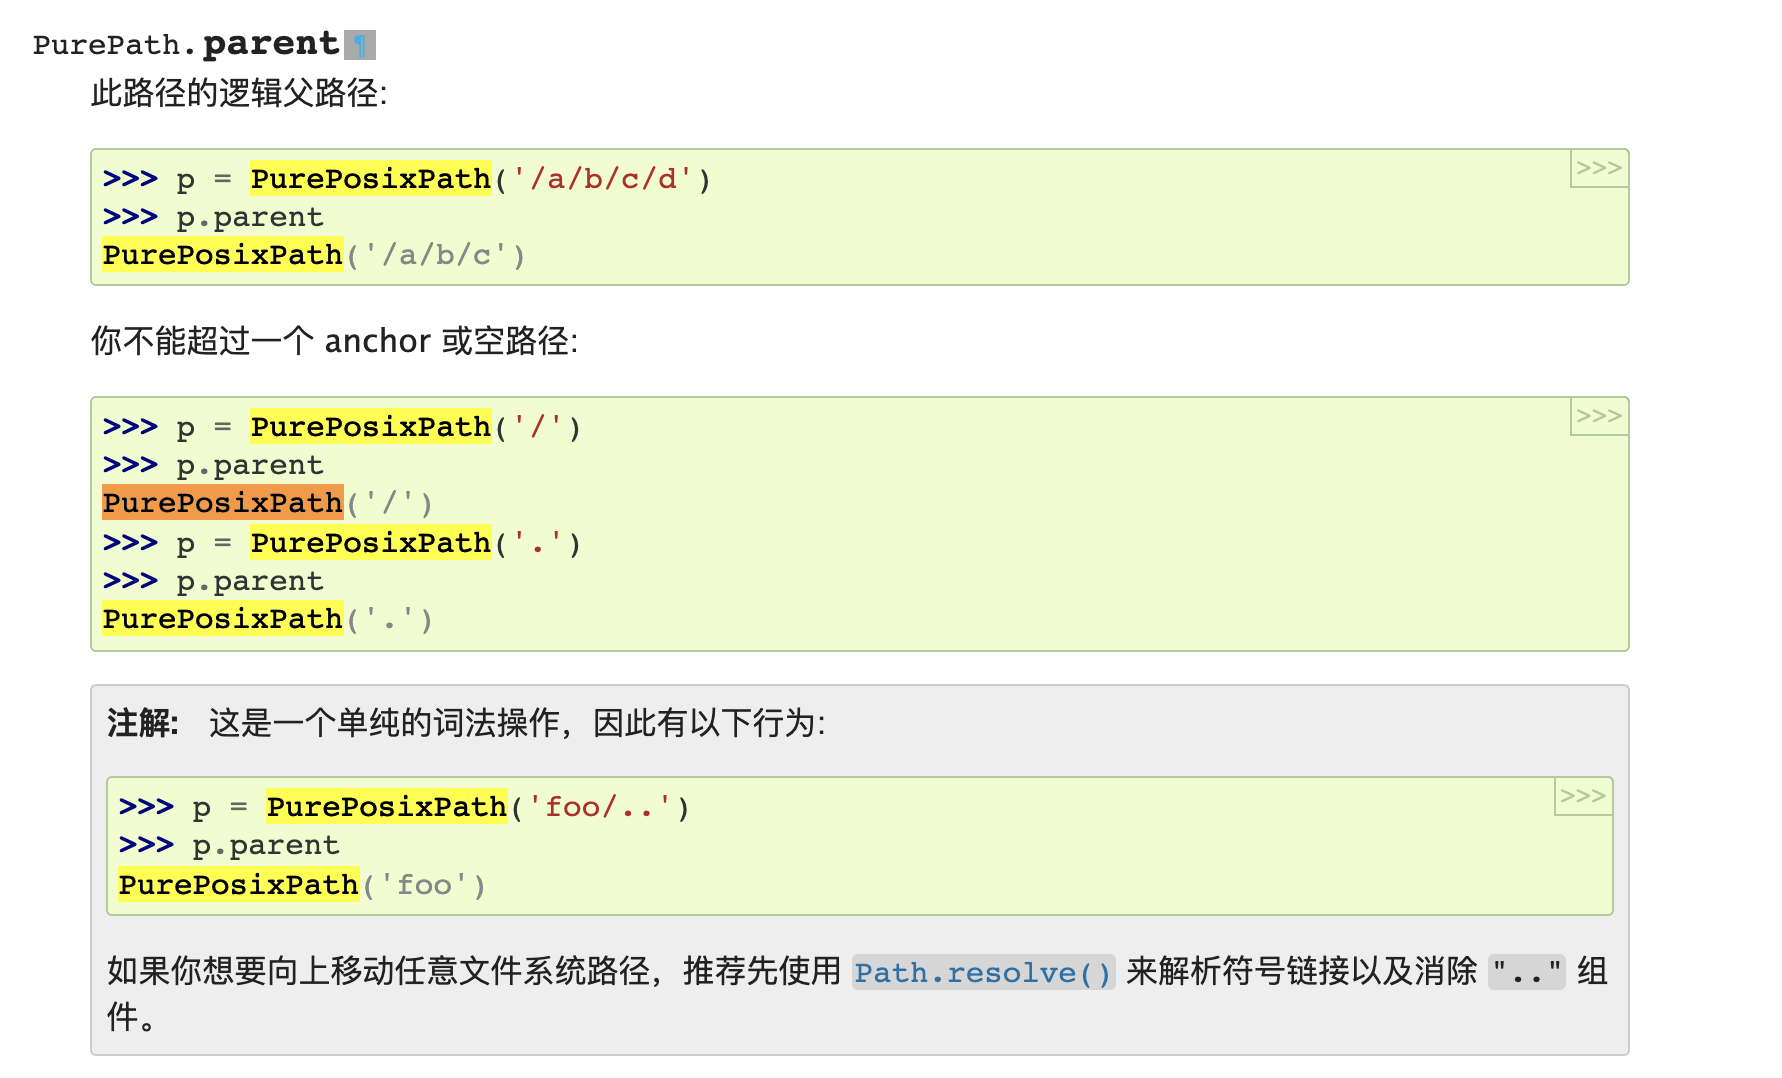 PurePath.parent¶
此路径的逻辑父路径:
>>>
>>> p = PurePosixPath('/a/b/c/d')
>>> p.parent
PurePosixPath('/a/b/c')
你不能超过一个 anchor 或空路径:
>>>
>>> p = PurePosixPath('/')
>>> p.parent
PurePosixPath('/')
>>> p = PurePosixPath('.')
>>> p.parent
PurePosixPath('.')
注解: 这是一个单纯的词法操作，因此有以下行为:
>>>
>>> p = PurePosixPath('foo/..')
>>> p.parent
PurePosixPath('foo')
如果你想要向上移动任意文件系统路径，推荐先使用 Path.resolve() 来解析符号链接以及消除 ".." 组
件。